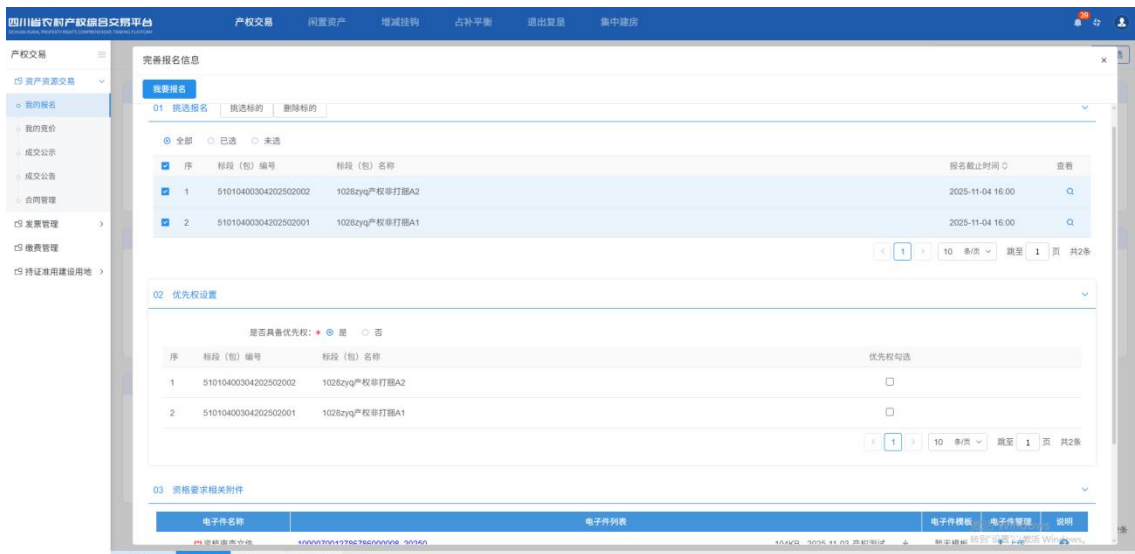 四川省农村产权综合交易平台 产权交易 闲置资产 增减挂钩 占补平衡 退出复垦 集中建房 39
SICHUAN RURAL PROPERTY RIGHTS COMPREHENSIVE TRADING PLATFORM
产权交易
资产资源交易
我的报名
我的竞价
成交公示
成交公告
合同管理
发票管理
缴费管理
持证准用建设用地
完善报名信息
我要报名
01 挑选报名 挑选标的 删除标的
全部 已选 未选
序 标段（包）编号 标段（包）名称 报名截止时间 查看
1 51010400304202502002 1028zyq产权非打捆A2 2025-11-04 16:00
2 51010400304202502001 1028zyq产权非打捆A1 2025-11-04 16:00
1 10 条/页 跳至 1 页 共2条
02 优先权设置
是否具备优先权：* 是 否
序 标段（包）编号 标段（包）名称 优先权勾选
1 51010400304202502002 1028zyq产权非打捆A2
2 51010400304202502001 1028zyq产权非打捆A1
1 10 条/页 跳至 1 页 共2条
03 资格要求相关附件
电子件名称 电子件列表 电子件模板 电子件管理 说明